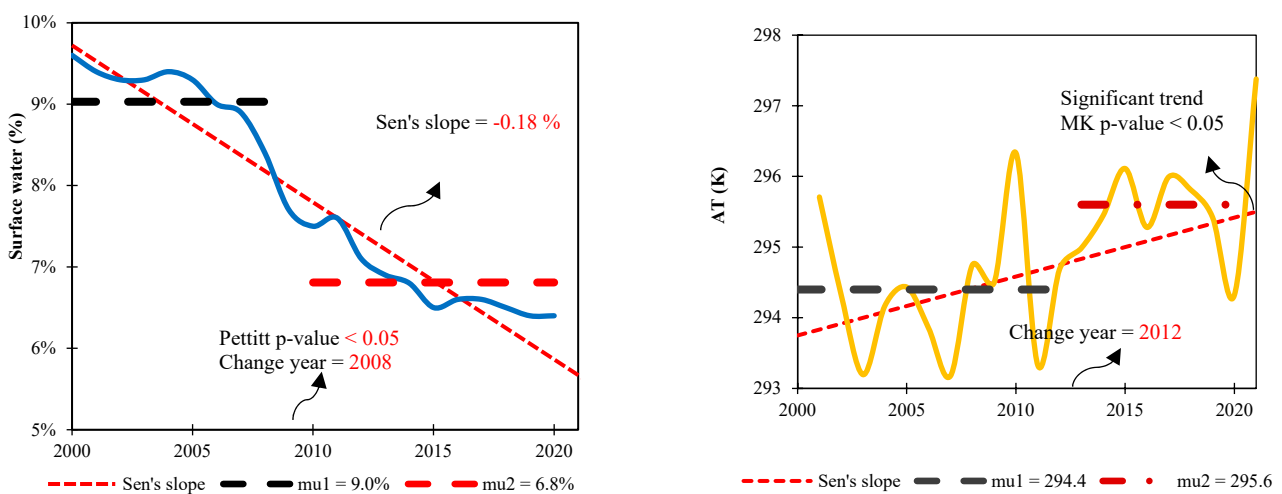 10%
9%
8%
7%
6%
5%
Surface water (%)
Sen's slope = -0.18 %
Pettitt p-value < 0.05
Change year = 2008
2000
2005
2010
2015
2020
Sen's slope
mu1 = 9.0%
mu2 = 6.8%
298
297
296
295
294
293
AT (K)
Significant trend
MK p-value < 0.05
Change year = 2012
2000
2005
2010
2015
2020
Sen's slope
mu1 = 294.4
mu2 = 295.6